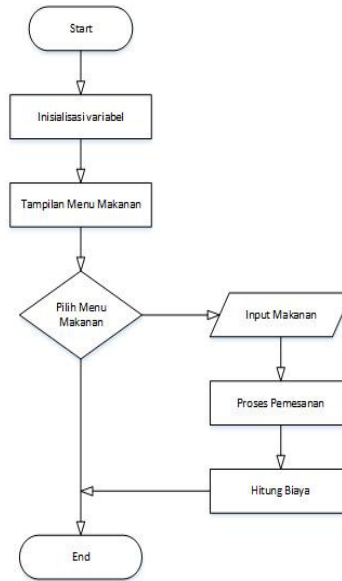 Start
Inisialisasi variabel
Tampilan Menu Makanan
Pilih Menu
Makanan
Input Makanan
Proses Pemesanan
Hitung Biaya
End